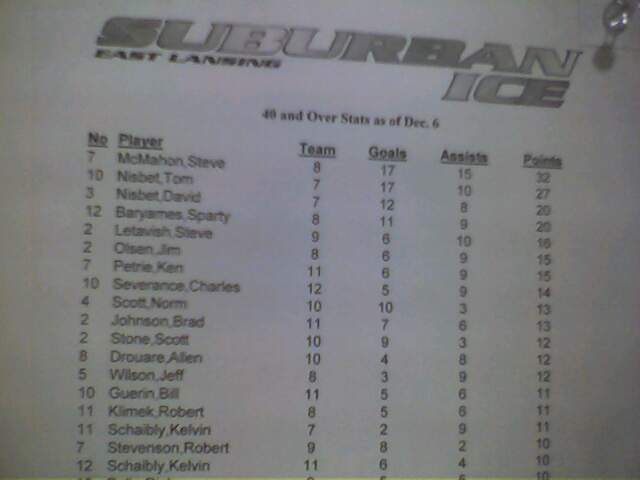 SUBURBAN
EAST LANSING
ICE
40 and Over Stats as of Dec. 6
No Player Team Goals Assists Points
7 McMahon,Steve 8 17 15 32
10 Nisbet,Tom 7 17 10 27
3 Nisbet,David 7 12 8 20
12 Baryames,Sparty 8 11 9 20
2 Letavish,Steve 9 6 10 16
2 Olsen,Jim 8 6 9 15
7 Petrie,Ken 11 6 9 15
10 Severance,Charles 12 5 9 14
4 Scott,Norm 10 10 3 13
2 Johnson,Brad 11 7 6 13
2 Stone,Scott 10 9 3 12
8 Drouare,Allen 10 4 8 12
5 Wilson,Jeff 8 3 9 12
10 Guerin,Bill 11 5 6 11
11 Klimek,Robert 8 5 6 11
11 Schaibly,Kelvin 7 2 9 11
7 Stevenson,Robert 9 8 2 10
12 Schaibly,Kelvin 11 6 4 10